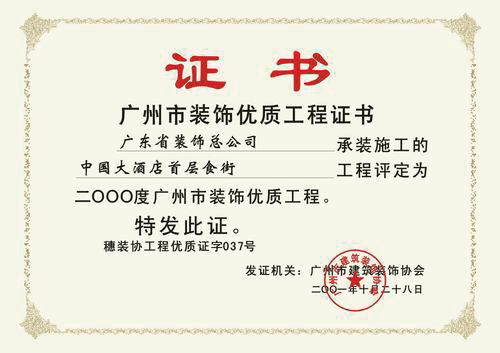 证书
广州市装饰优质工程证书
广东省装饰总公司 承装施工的
中国大酒店首层食街 工程评定为
二〇〇〇度广州市装饰优质工程。
特发此证。
穗装协工程优质证字037号
发证机关：广州市建筑装饰协会
二〇〇一年十月二十八日
广州市建筑装饰协会